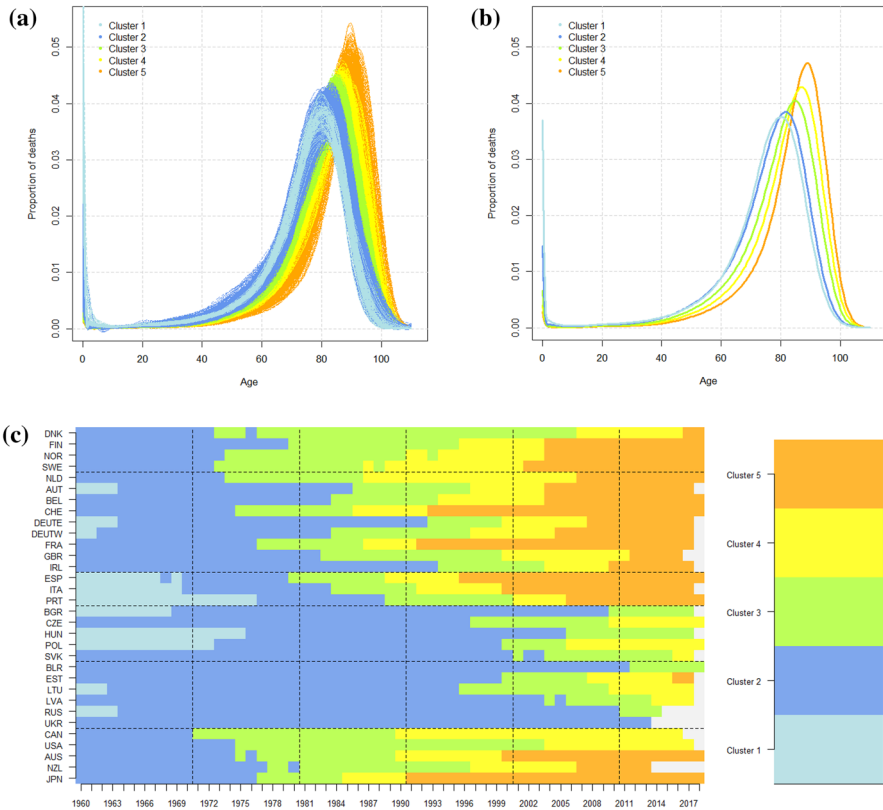 (a)
Cluster 1
Cluster 2
Cluster 3
Cluster 4
Cluster 5
Proportion of deaths
0.05
0.04
0.03
0.02
0.01
0.00
0 20 40 60 80 100
Age
(b)
Cluster 1
Cluster 2
Cluster 3
Cluster 4
Cluster 5
Proportion of deaths
0.05
0.04
0.03
0.02
0.01
0.00
0 20 40 60 80 100
Age
(c)
DNK
FIN
NOR
SWE
NLD
AUT
BEL
CHE
DEUTE
DEUTW
FRA
GBR
IRL
ESP
ITA
PRT
BGR
CZE
HUN
POL
SVK
BLR
EST
LTU
LVA
RUS
UKR
CAN
USA
AUS
NZL
JPN
1960 1963 1966 1969 1972 1975 1978 1981 1984 1987 1990 1993 1996 1999 2002 2005 2008 2011 2014 2017
Cluster 5
Cluster 4
Cluster 3
Cluster 2
Cluster 1